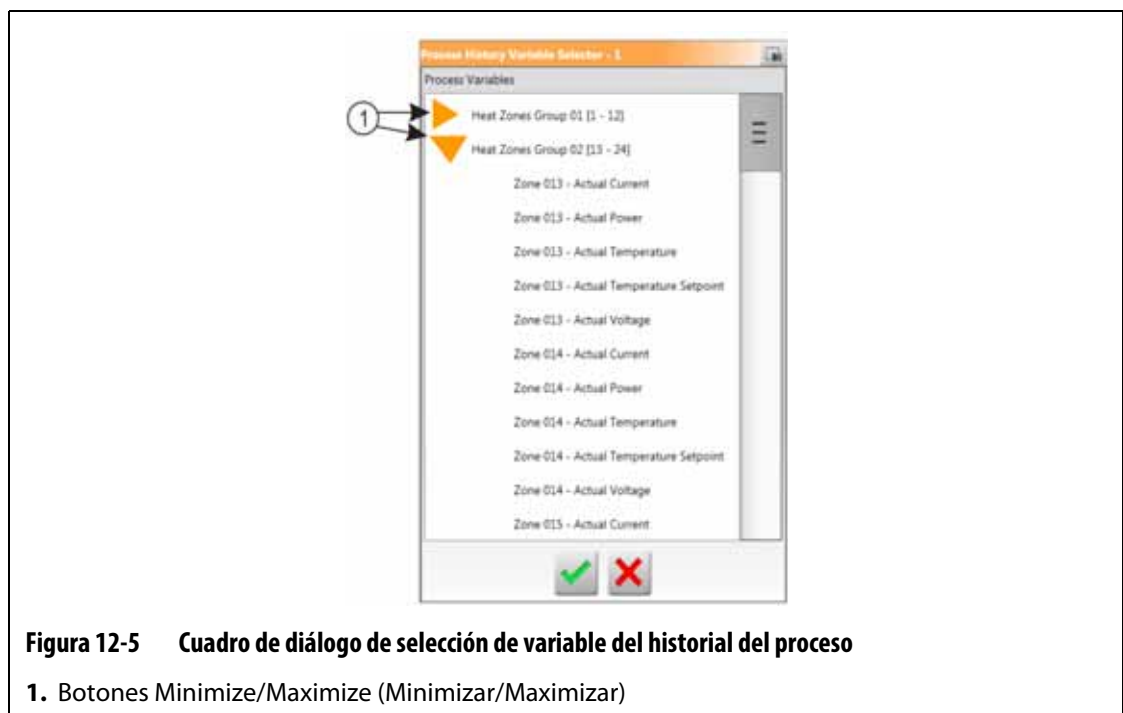 Process History Variable Selector - 1
Process Variables
1
Heat Zones Group 01 [1 - 12]
Heat Zones Group 02 [13 - 24]
Zone 013 - Actual Current
Zone 013 - Actual Power
Zone 013 - Actual Temperature
Zone 013 - Actual Temperature Setpoint
Zone 013 - Actual Voltage
Zone 014 - Actual Current
Zone 014 - Actual Power
Zone 014 - Actual Temperature
Zone 014 - Actual Temperature Setpoint
Zone 014 - Actual Voltage
Zone 015 - Actual Current
Figura 12-5 Cuadro de diálogo de selección de variable del historial del proceso
1. Botones Minimize/Maximize (Minimizar/Maximizar)